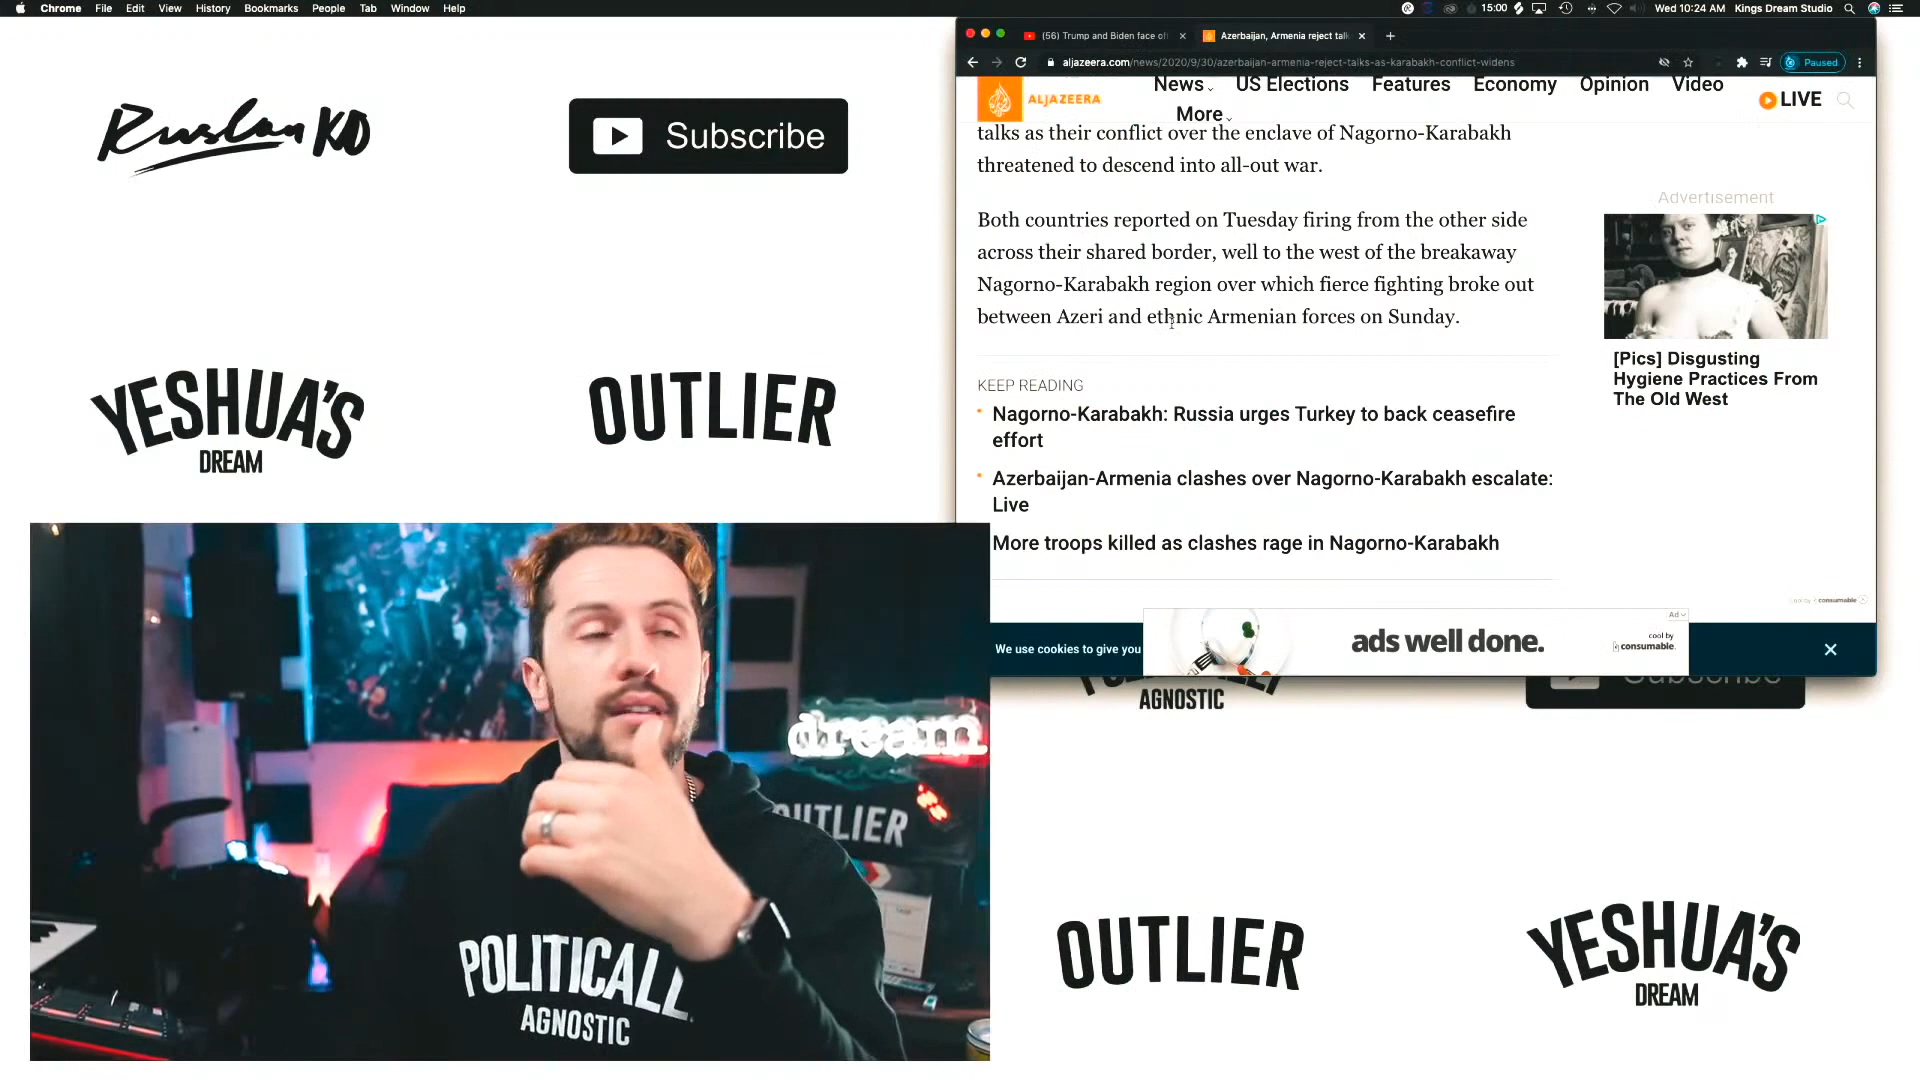 Chrome File Edit View History Bookmarks People Tab Window Help
15:00 Wed 10:24 AM Kings Dream Studio
(56) Trump and Biden face of
Azerbaijan, Armenia reject talk
aljazeera.com/news/2020/9/30/azerbaijan-armenia-reject-talks-as-karabakh-conflict-widens
Paused
ALJAZEERA
News US Elections Features Economy Opinion Video
More
LIVE
talks as their conflict over the enclave of Nagorno-Karabakh
threatened to descend into all-out war.
Both countries reported on Tuesday firing from the other side
across their shared border, well to the west of the breakaway
Nagorno-Karabakh region over which fierce fighting broke out
between Azeri and ethnic Armenian forces on Sunday.
KEEP READING
Nagorno-Karabakh: Russia urges Turkey to back ceasefire
effort
Azerbaijan-Armenia clashes over Nagorno-Karabakh escalate:
Live
More troops killed as clashes rage in Nagorno-Karabakh
Advertisement
[Pics] Disgusting
Hygiene Practices From
The Old West
We use cookies to give you
ads well done.
Ad
cool by
consumable
Ruslan KD
Subscribe
YESHUA'S
DREAM
OUTLIER
dream
OUTLIER
POLITICALL
AGNOSTIC
AGNOSTIC
Subscribe
OUTLIER
YESHUA'S
DREAM